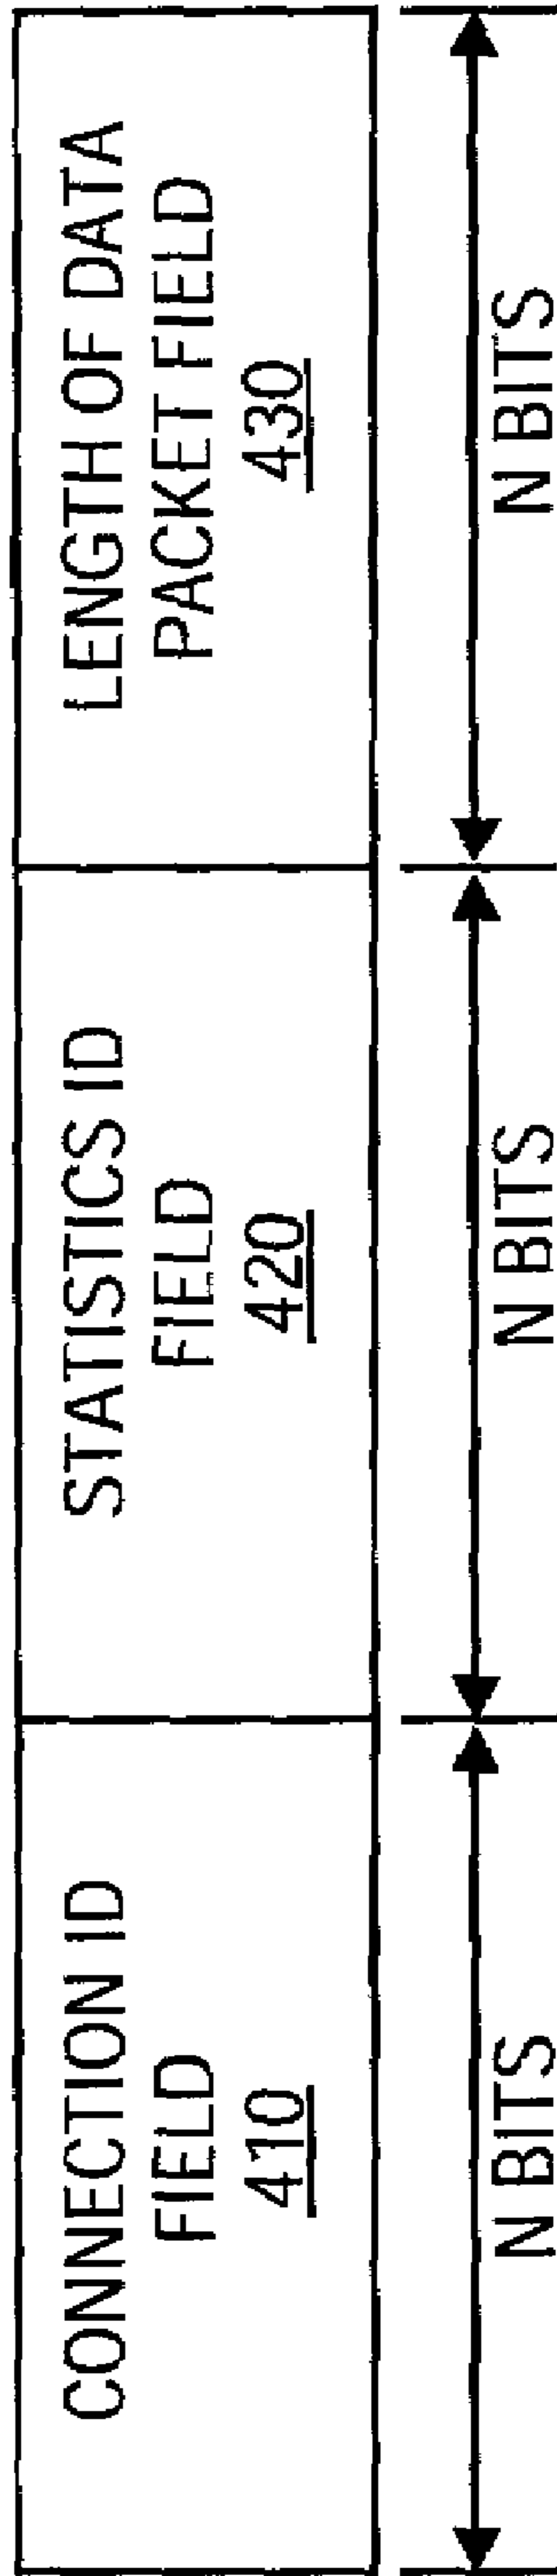 CONNECTION ID
FIELD
410
STATISTICS ID
FIELD
420
LENGTH OF DATA
PACKET FIELD
430
N BITS
N BITS
N BITS